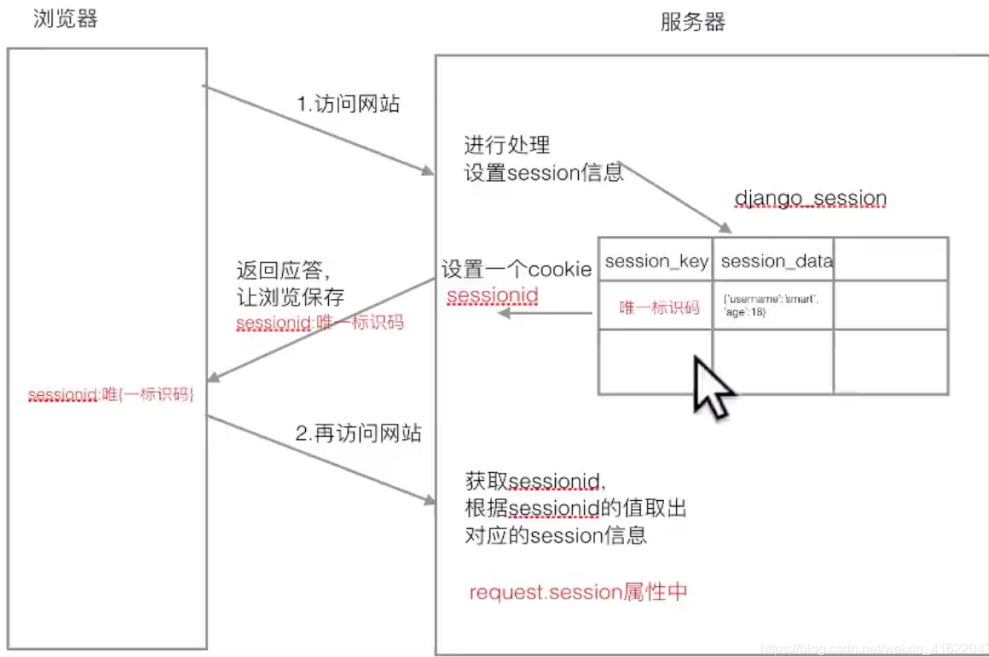 浏览器
服务器
1.访问网站
进行处理
设置session信息
django_session
session_key session_data
唯一标识码
{'username':'smart',
'age':18}
设置一个cookie
sessionid
返回应答,
让浏览保存
sessionid:唯一标识码
sessionid:唯{一标识码}
2.再访问网站
获取sessionid,
根据sessionid的值取出
对应的session信息
request.session属性中